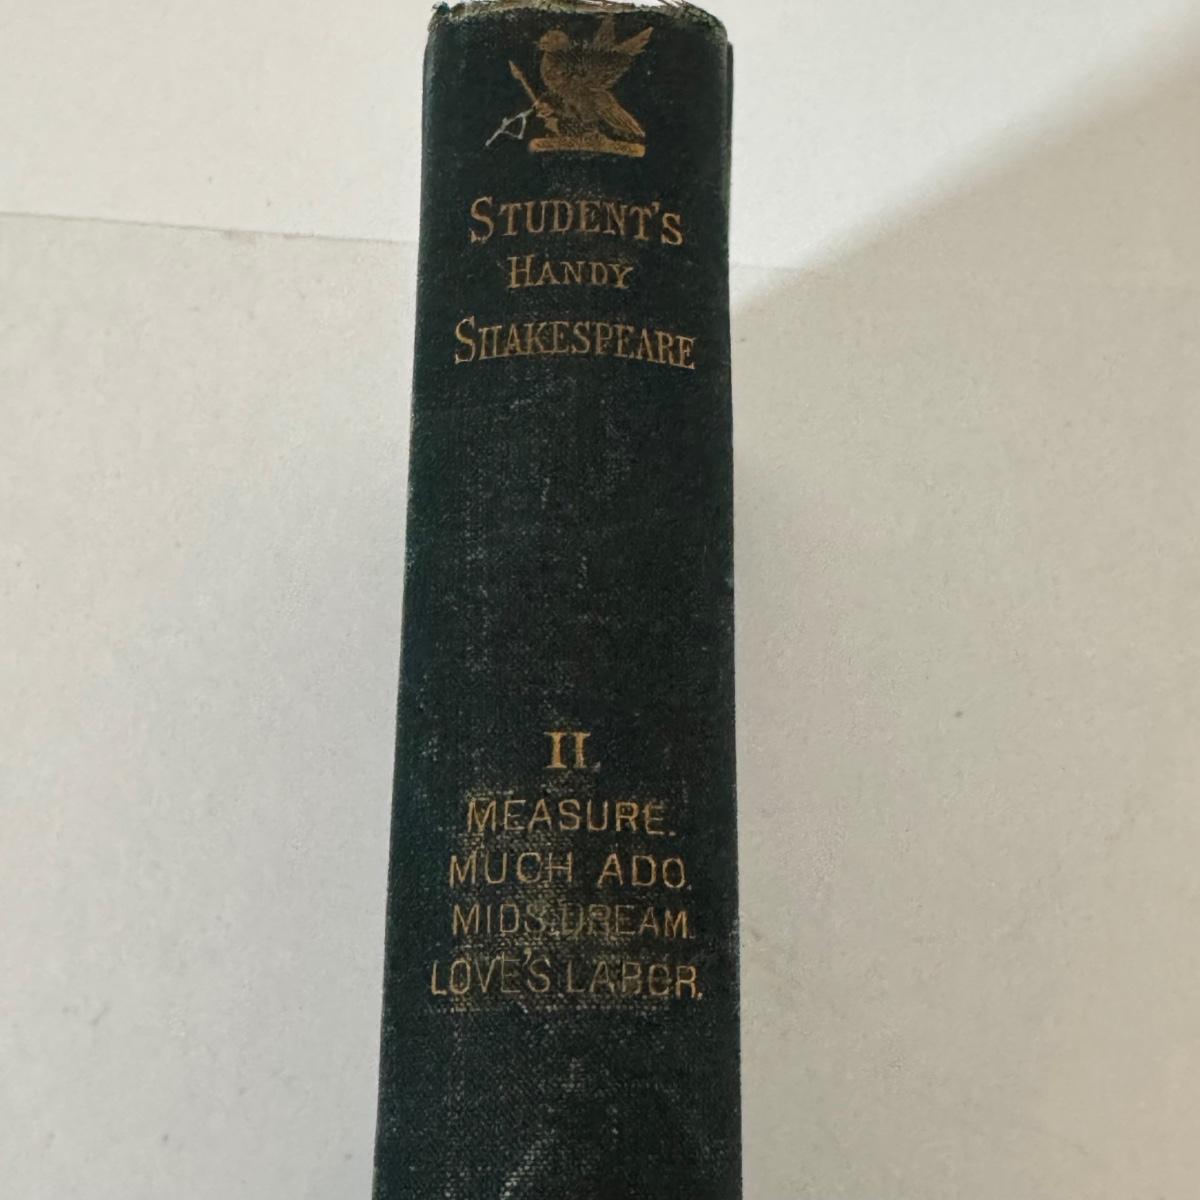 STUDENT'S
HANDY
SHAKESPEARE
II.
MEASURE.
MUCH ADO.
MIDS.DREAM.
LOVE'S LABOR.